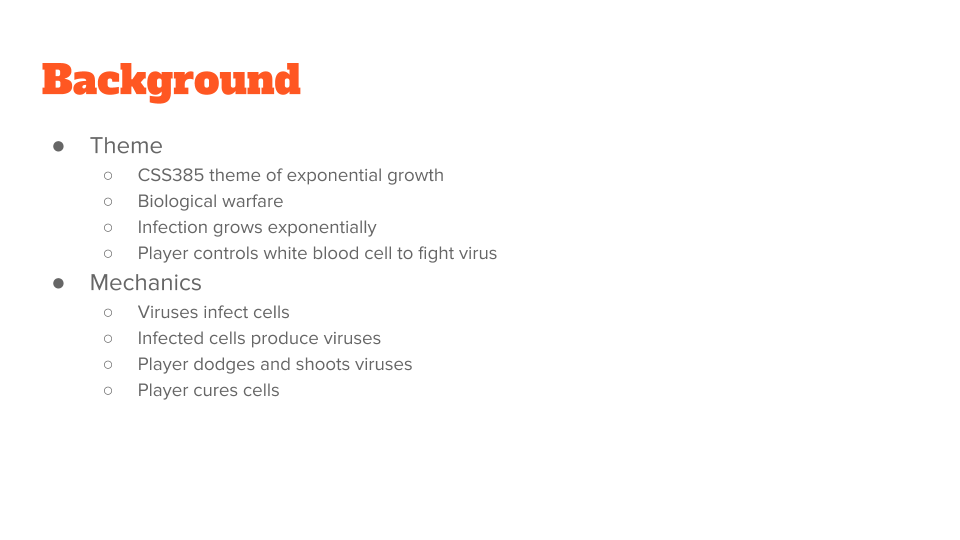 Background
● Theme
○ CSS385 theme of exponential growth
○ Biological warfare
○ Infection grows exponentially
○ Player controls white blood cell to fight virus
● Mechanics
○ Viruses infect cells
○ Infected cells produce viruses
○ Player dodges and shoots viruses
○ Player cures cells